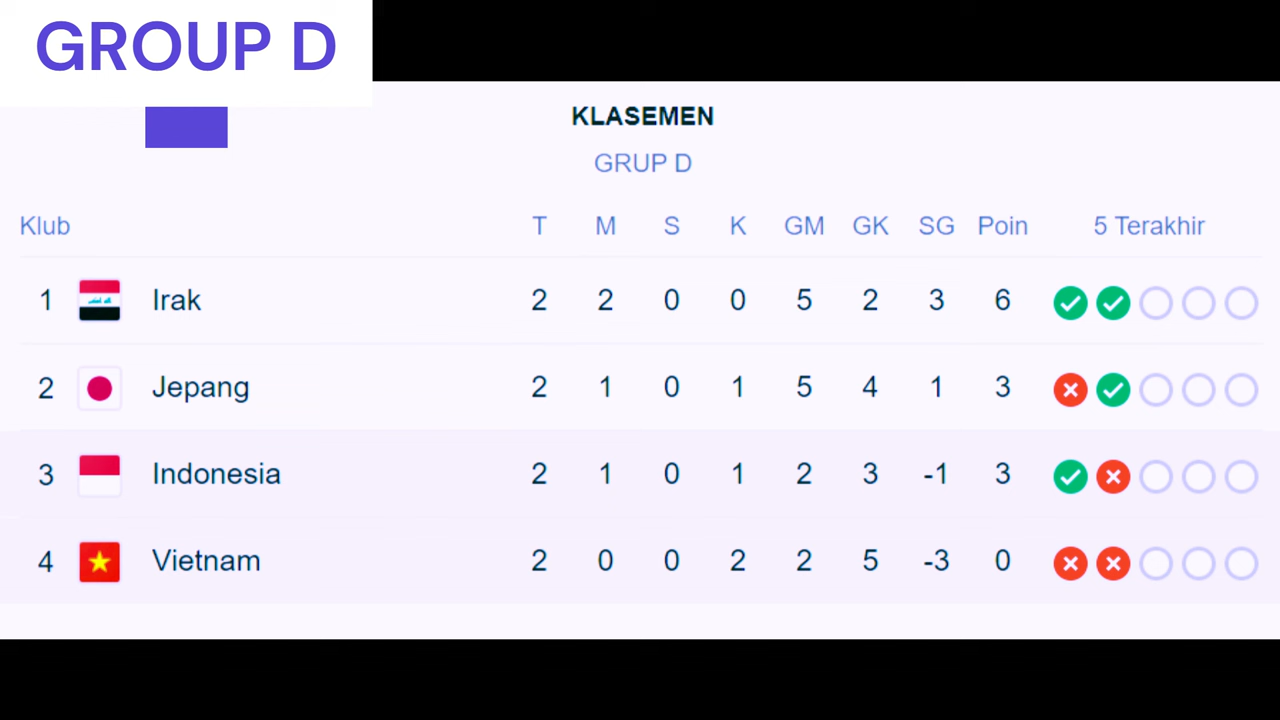 GROUP D
KLASEMEN
GRUP D
Klub T M S K GM GK SG Poin 5 Terakhir
1 Irak 2 2 0 0 5 2 3 6
2 Jepang 2 1 0 1 5 4 1 3
3 Indonesia 2 1 0 1 2 3 -1 3
4 Vietnam 2 0 0 2 2 5 -3 0